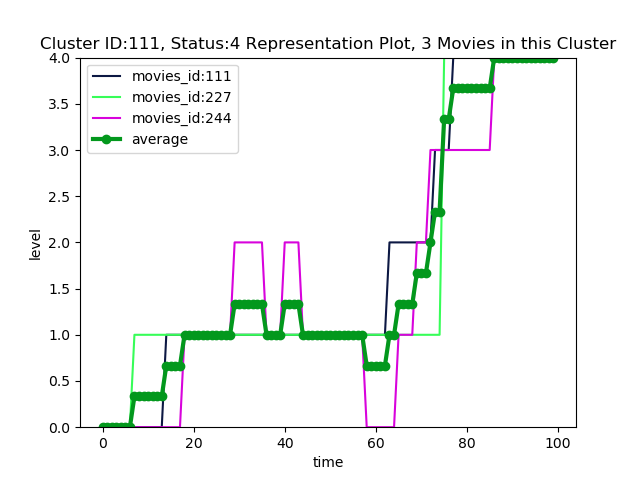 Cluster ID:111, Status:4 Representation Plot, 3 Movies in this Cluster
movies_id:111
movies_id:227
movies_id:244
average
level
4.0
3.5
3.0
2.5
2.0
1.5
1.0
0.5
0.0
0 20 40 60 80 100
time